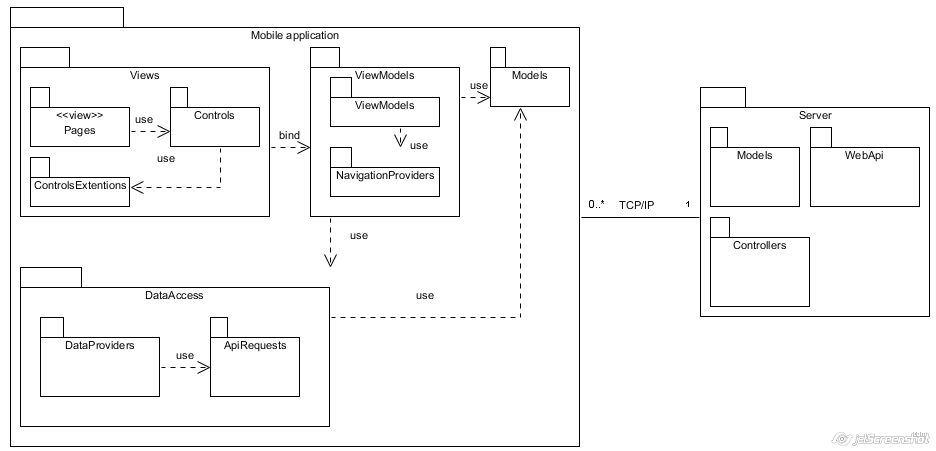 Mobile application
Views
ViewModels
Models
<<view>>
Pages
use
Controls
use
ControlsExtentions
bind
ViewModels
use
NavigationProviders
use
use
DataAccess
use
DataProviders
use
ApiRequests
0..*
TCP/IP
1
Server
Models
WebApi
Controllers
jetScreenshot